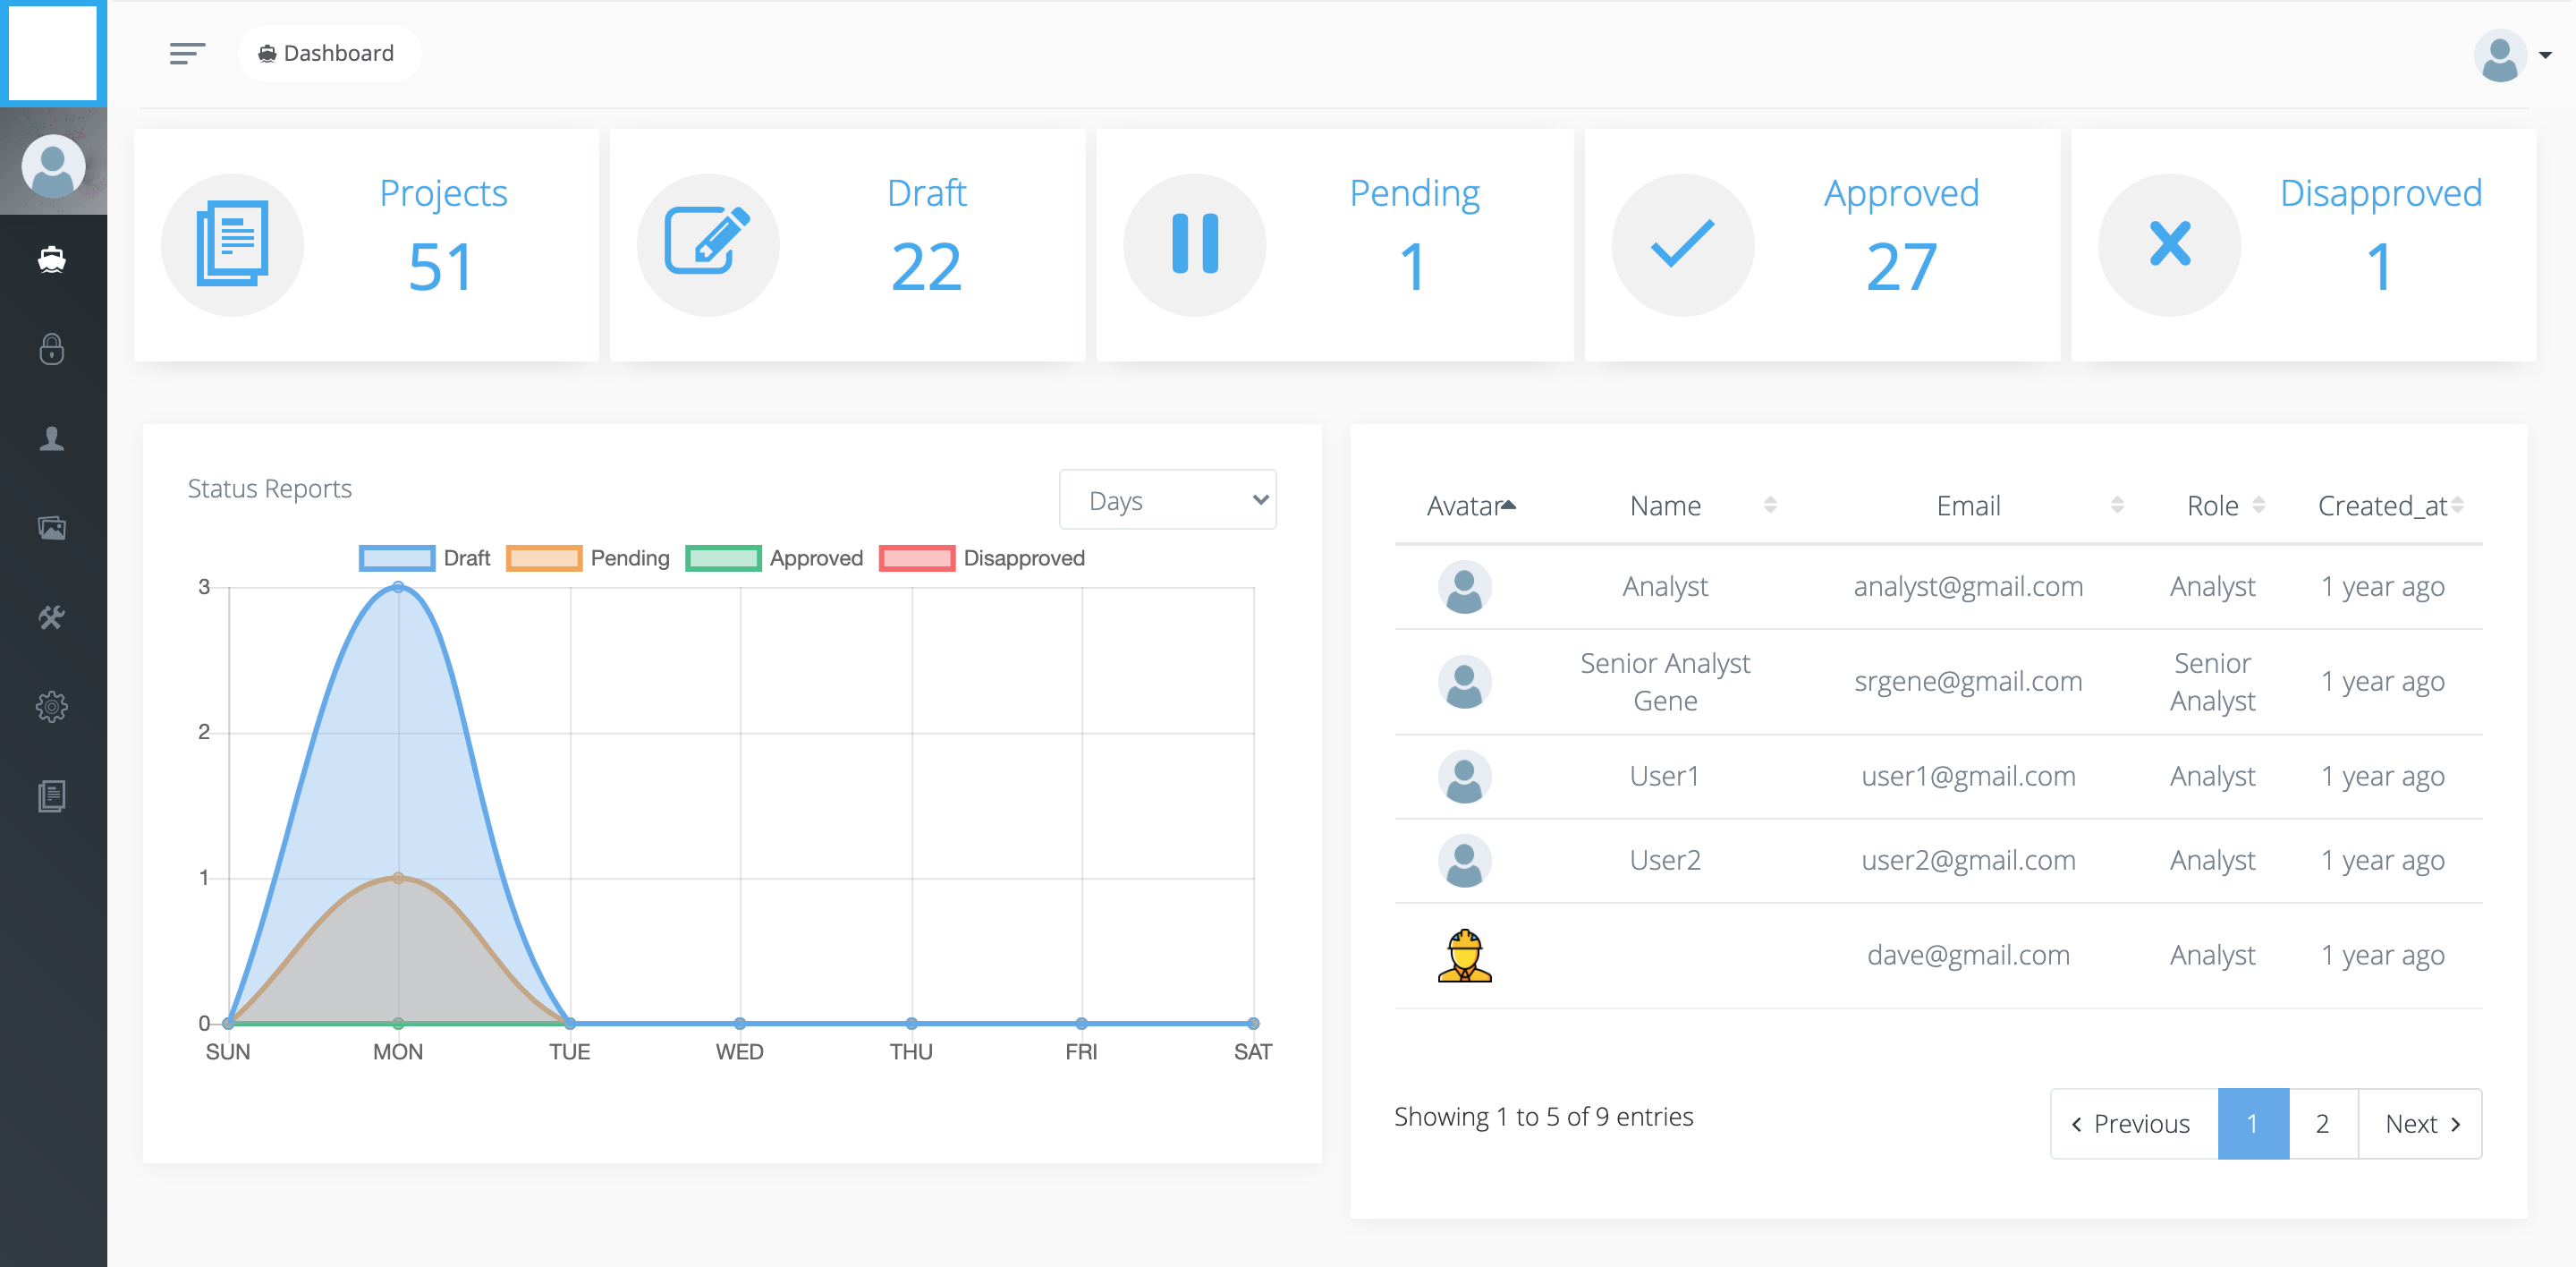 Dashboard
Projects
51
Draft
22
Pending
1
Approved
27
Disapproved
1
Status Reports
Days
Draft Pending Approved Disapproved
3
2
1
0
SUN MON TUE WED THU FRI SAT
Avatar Name Email Role Created_at
Analyst analyst@gmail.com Analyst 1 year ago
Senior Analyst
Gene srgene@gmail.com Senior
Analyst 1 year ago
User1 user1@gmail.com Analyst 1 year ago
User2 user2@gmail.com Analyst 1 year ago
dave@gmail.com Analyst 1 year ago
Showing 1 to 5 of 9 entries
Previous 1 2 Next